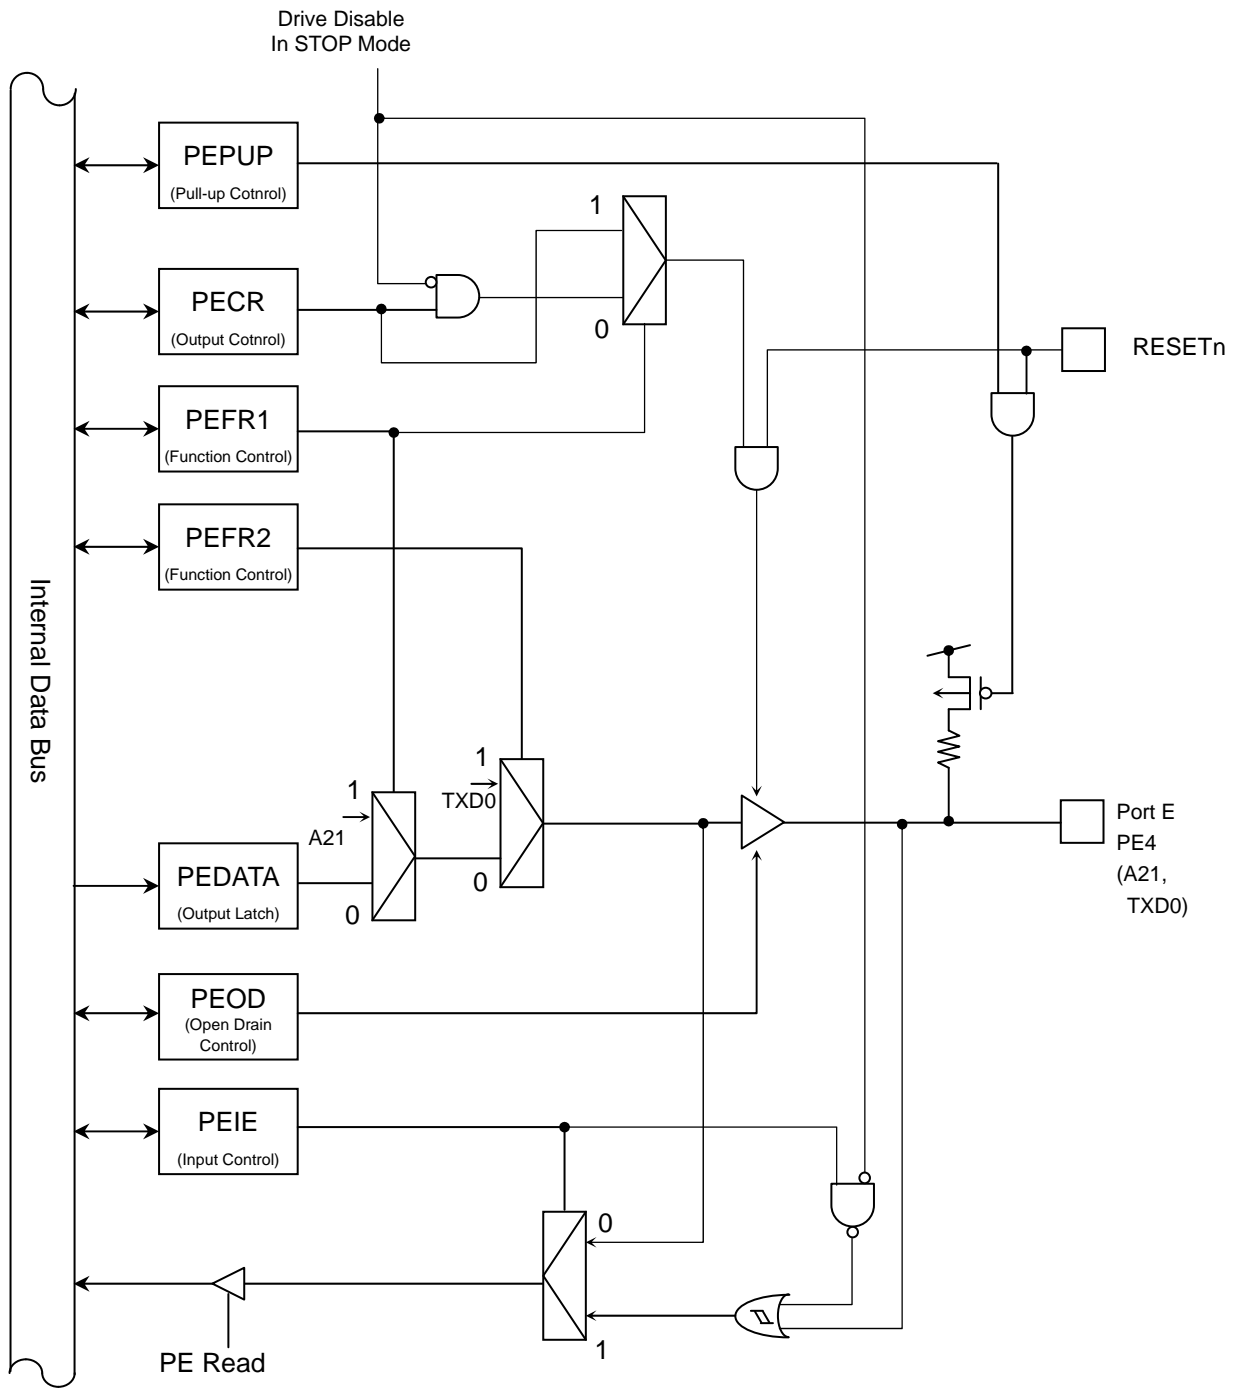 Drive Disable
In STOP Mode
PEPUP
(Pull-up Cotnrol)
1
PECR
(Output Cotnrol)
0
RESETn
PEFR1
(Function Control)
PEFR2
(Function Control)
Internal Data Bus
1
TXD0
1
A21
0
0
Port E
PE4
(A21,
TXD0)
PEDATA
(Output Latch)
PEOD
(Open Drain
Control)
PEIE
(Input Control)
0
1
PE Read